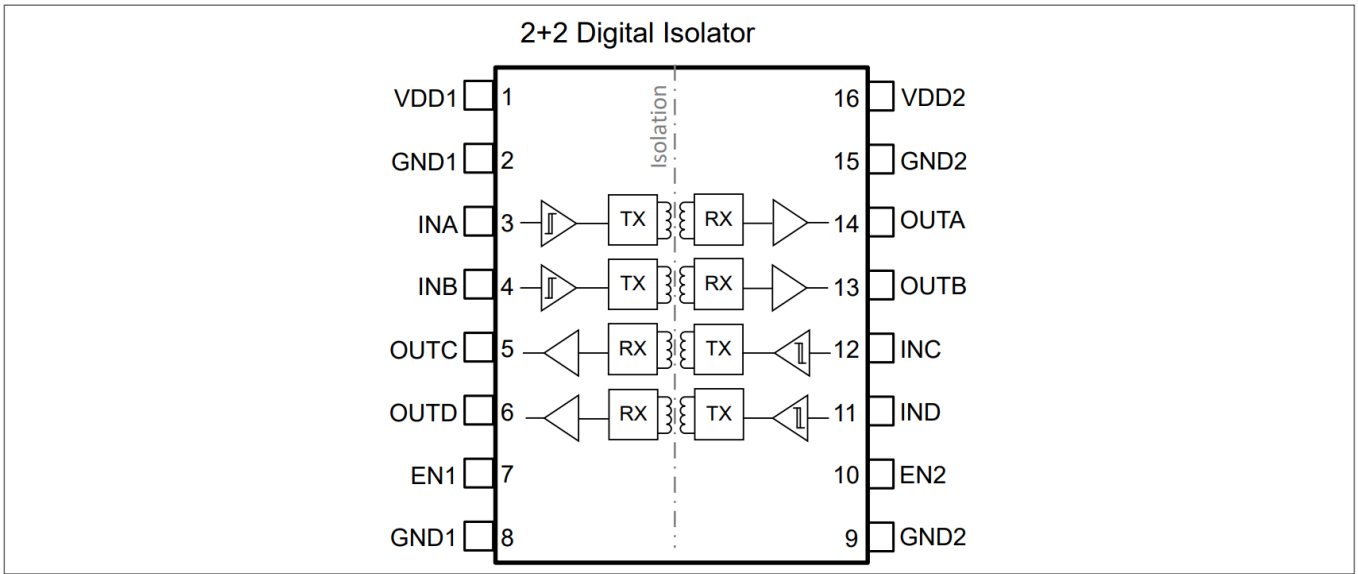 2+2 Digital Isolator
Isolation
VDD1 1 16 VDD2
GND1 2 15 GND2
INA 3 TX RX 14 OUTA
INB 4 TX RX 13 OUTB
OUTC 5 RX TX 12 INC
OUTD 6 RX TX 11 IND
EN1 7 10 EN2
GND1 8 9 GND2